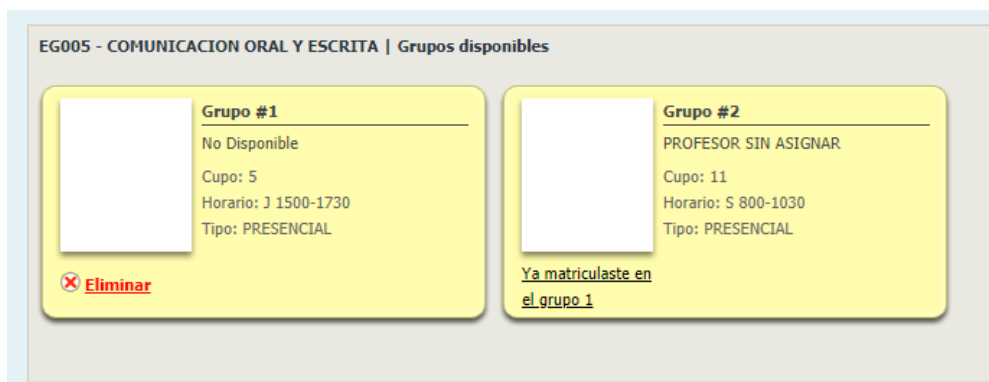 EG005 - COMUNICACION ORAL Y ESCRITA | Grupos disponibles
Grupo #1
No Disponible
Cupo: 5
Horario: J 1500-1730
Tipo: PRESENCIAL
Eliminar
Grupo #2
PROFESOR SIN ASIGNAR
Cupo: 11
Horario: S 800-1030
Tipo: PRESENCIAL
Ya matriculaste en
el grupo 1